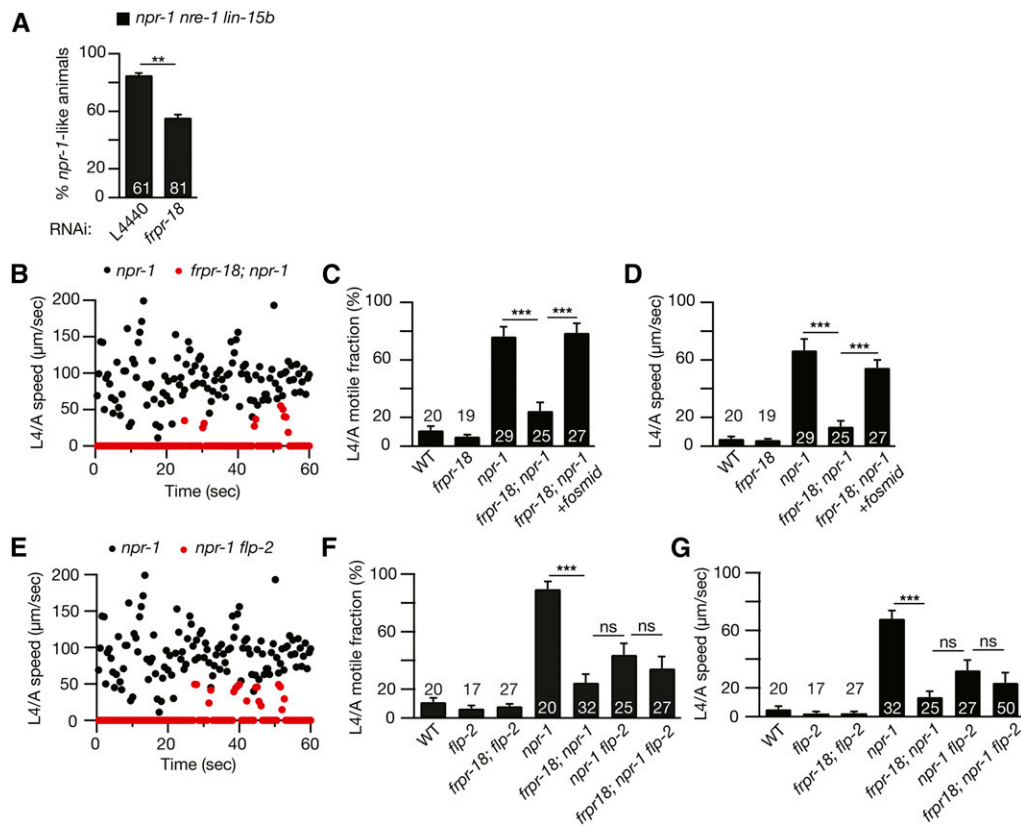 A
npr-1 nre-1 lin-15b
% npr-1-like animals
100
60
20
0
**
61
81
RNAi:
L4440
frpr-18
B
npr-1
frpr-18; npr-1
L4/A speed (µm/sec)
200
150
100
50
0
0
20
40
60
Time (sec)
C
L4/A motile fraction (%)
100
60
20
0
***
***
20
19
29
25
27
WT
frpr-18
npr-1
frpr-18; npr-1
frpr-18; npr-1
+fosmid
D
L4/A speed (µm/sec)
100
60
20
0
***
***
20
19
29
25
27
WT
frpr-18
npr-1
frpr-18; npr-1
frpr-18; npr-1
+fosmid
E
npr-1
npr-1 flp-2
L4/A speed (µm/sec)
200
150
100
50
0
0
20
40
60
Time (sec)
F
L4/A motile fraction (%)
100
60
20
0
***
ns
ns
20
17
27
20
32
25
27
WT
flp-2
frpr-18; flp-2
npr-1
frpr-18; npr-1
npr-1 flp-2
frpr18; npr-1 flp-2
G
L4/A speed (µm/sec)
100
60
20
0
***
ns
ns
20
17
27
32
25
27
50
WT
flp-2
frpr-18; flp-2
npr-1
frpr-18; npr-1
npr-1 flp-2
frpr18; npr-1 flp-2